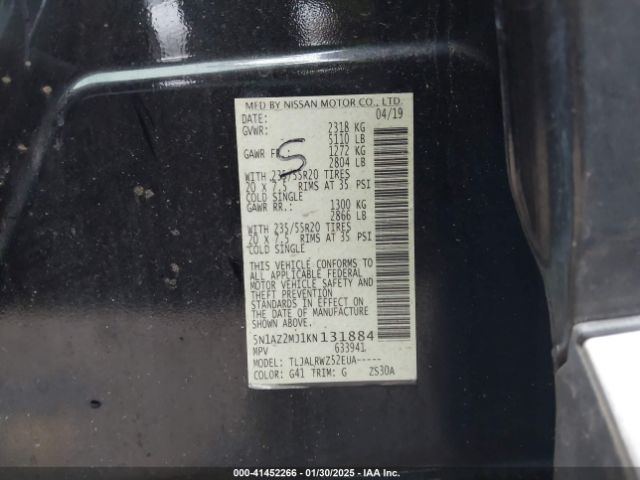 MFD BY NISSAN MOTOR CO., LTD.
DATE: 04/19
GVWR: 2318 KG
5110 LB
GAWR FR.: 1272 KG
2804 LB
S
WITH 235/55R20 TIRES
20 X 7.5 RIMS AT 35 PSI
COLD SINGLE
GAWR RR.: 1300 KG
2866 LB
WITH 235/55R20 TIRES
20 X 7.5 RIMS AT 35 PSI
COLD SINGLE
THIS VEHICLE CONFORMS TO
ALL APPLICABLE FEDERAL
MOTOR VEHICLE SAFETY AND
THEFT PREVENTION
STANDARDS IN EFFECT ON
THE DATE OF MANUFACTURE
SHOWN ABOVE.
5N1AZ2MJ1KN131884
MPV 633941
MODEL: TLJALRWZ52EUA-----
COLOR: G41 TRIM: G ZS30A
OWN # 41452266 - 01/30/2025 - IAA Inc.